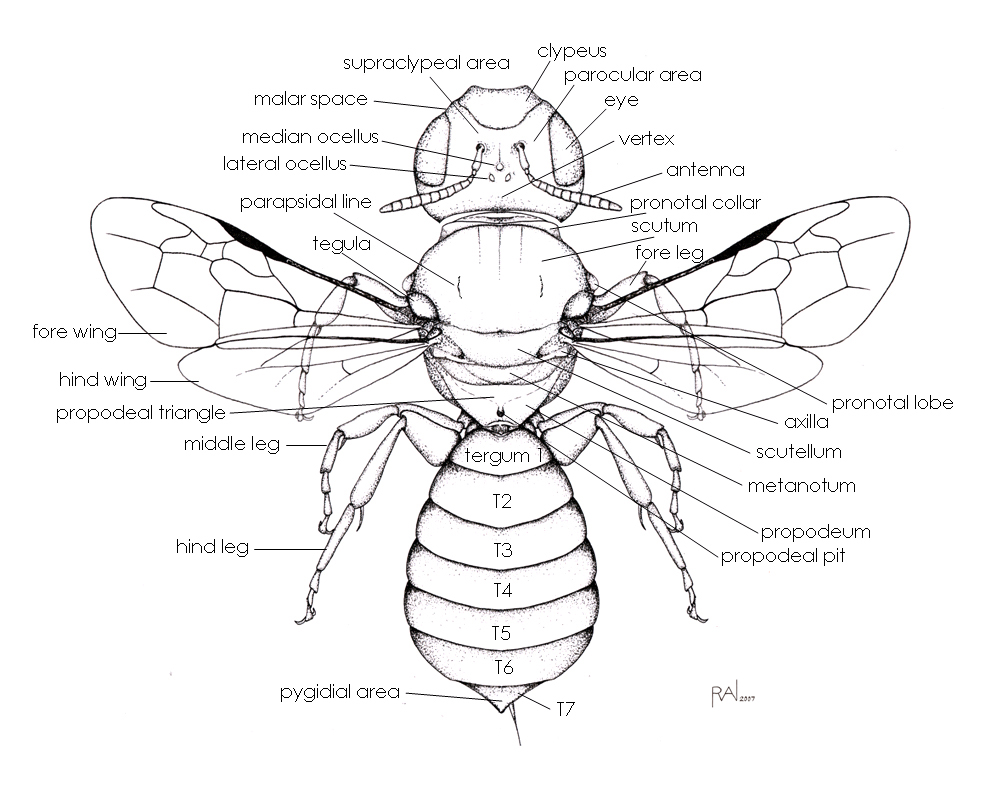 clypeus
supraclypeal area
parocular area
malar space
eye
median ocellus
vertex
lateral ocellus
antenna
parapsidal line
pronotal collar
scutum
tegula
fore leg
fore wing
hind wing
propodeal triangle
pronotal lobe
axilla
middle leg
scutellum
tergum 1
metanotum
T2
propodeum
hind leg
T3
propodeal pit
T4
T5
T6
pygidial area
T7
RAI 2007